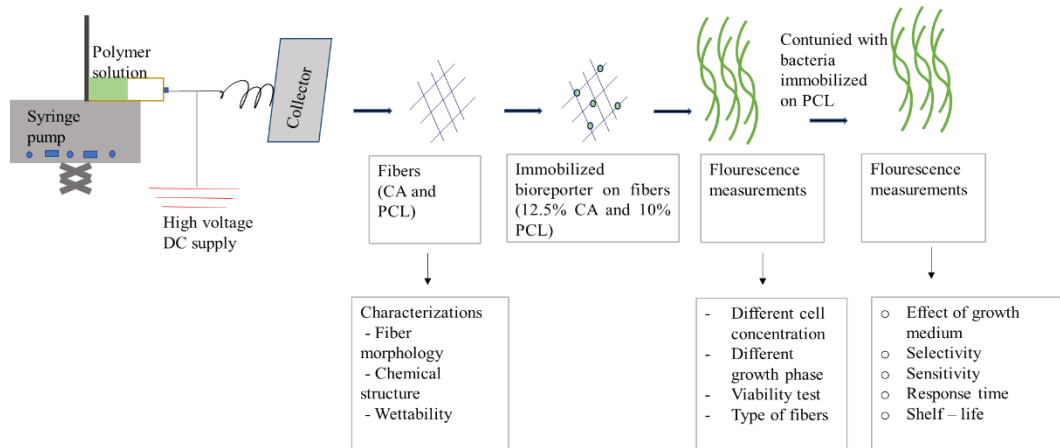 Polymer
solution
Syringe
pump
High voltage
DC supply
Collector
Fibers
(CA and
PCL)
Immobilized
bioreporter on fibers
(12.5% CA and 10%
PCL)
Flourescence
measurements
Contunied with
bacteria
immobilized
on PCL
Flourescence
measurements
Characterizations
- Fiber
morphology
- Chemical
structure
- Wettability
- Different cell
concentration
- Different
growth phase
- Viability test
- Type of fibers
o Effect of growth
medium
o Selectivity
o Sensitivity
o Response time
o Shelf – life